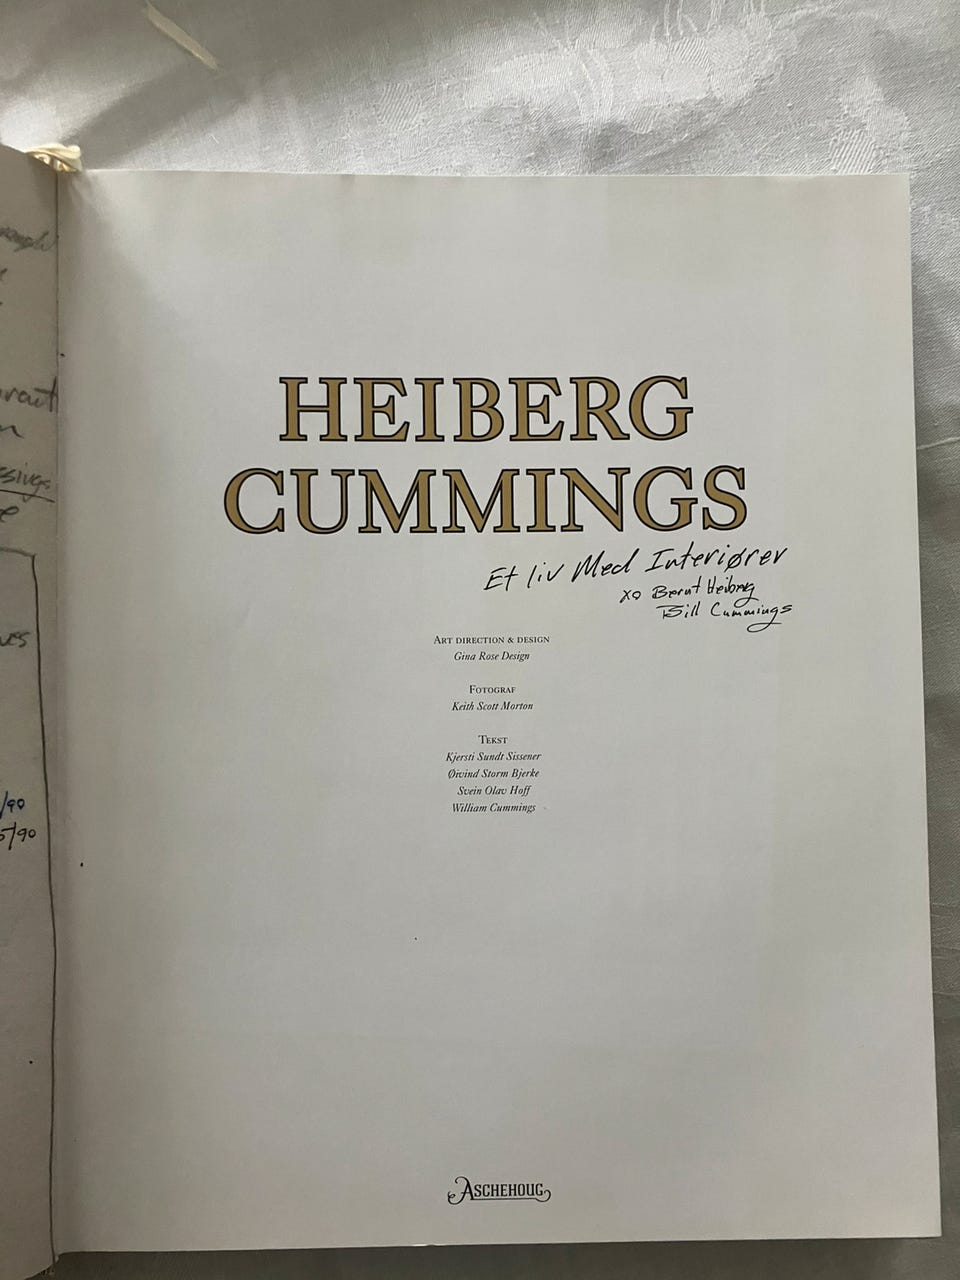 HEIBERG
CUMMINGS
Et liv Med Interiører
xo Bernt Heiberg
Bill Cummings
ART DIRECTION & DESIGN
Gina Rose Design
FOTOGRAF
Keith Scott Morton
TEKST
Kjersti Sundt Sissener
Øivind Storm Bjerke
Svein Olav Hoff
William Cummings
ASCHEHOUG